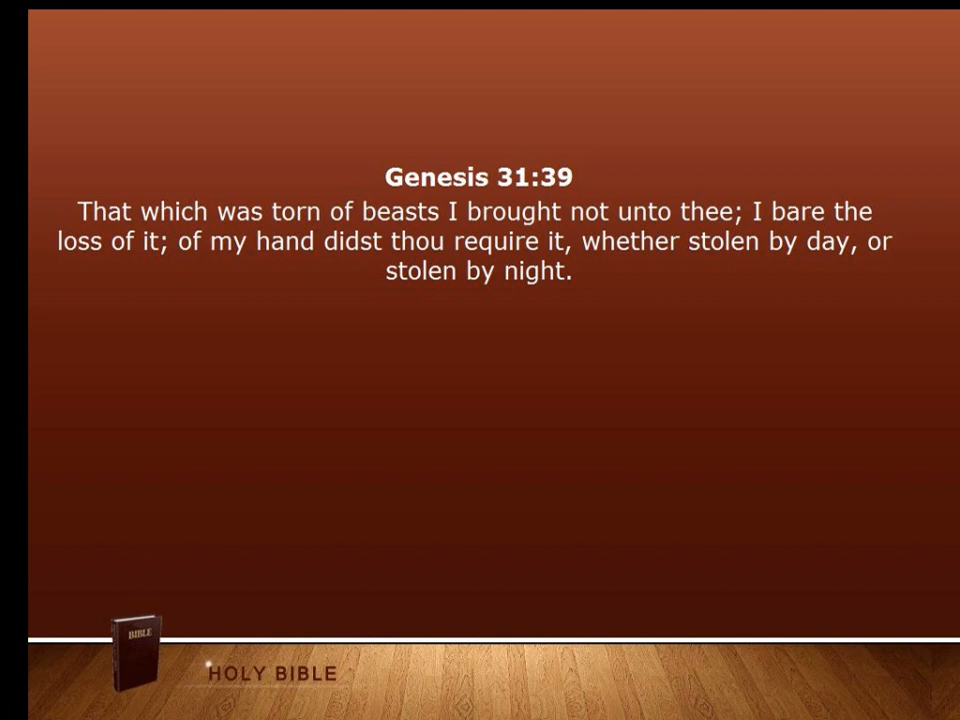 Genesis 31:39
That which was torn of beasts I brought not unto thee; I bare the
loss of it; of my hand didst thou require it, whether stolen by day, or
stolen by night.
BIBLE
HOLY BIBLE